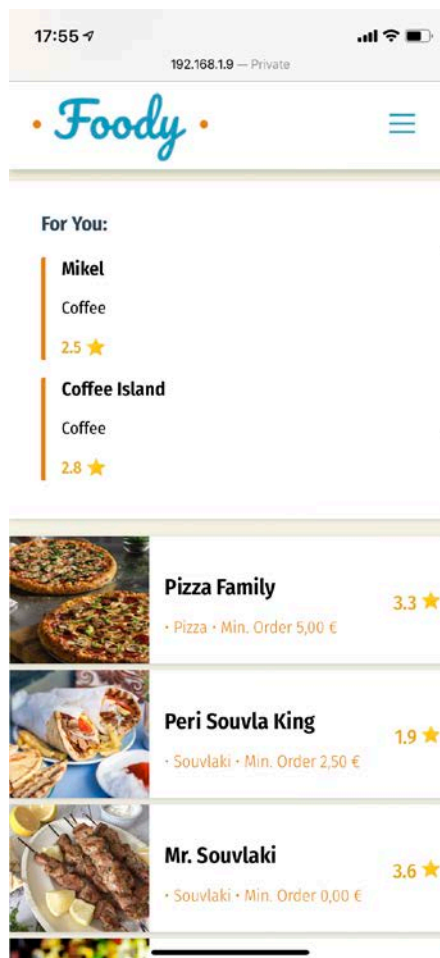 17:55
192.168.1.9 — Private
· Foody ·
For You:
Mikel
Coffee
2.5
Coffee Island
Coffee
2.8
Pizza Family
3.3
· Pizza · Min. Order 5,00 €
Peri Souvla King
1.9
· Souvlaki · Min. Order 2,50 €
Mr. Souvlaki
3.6
· Souvlaki · Min. Order 0,00 €